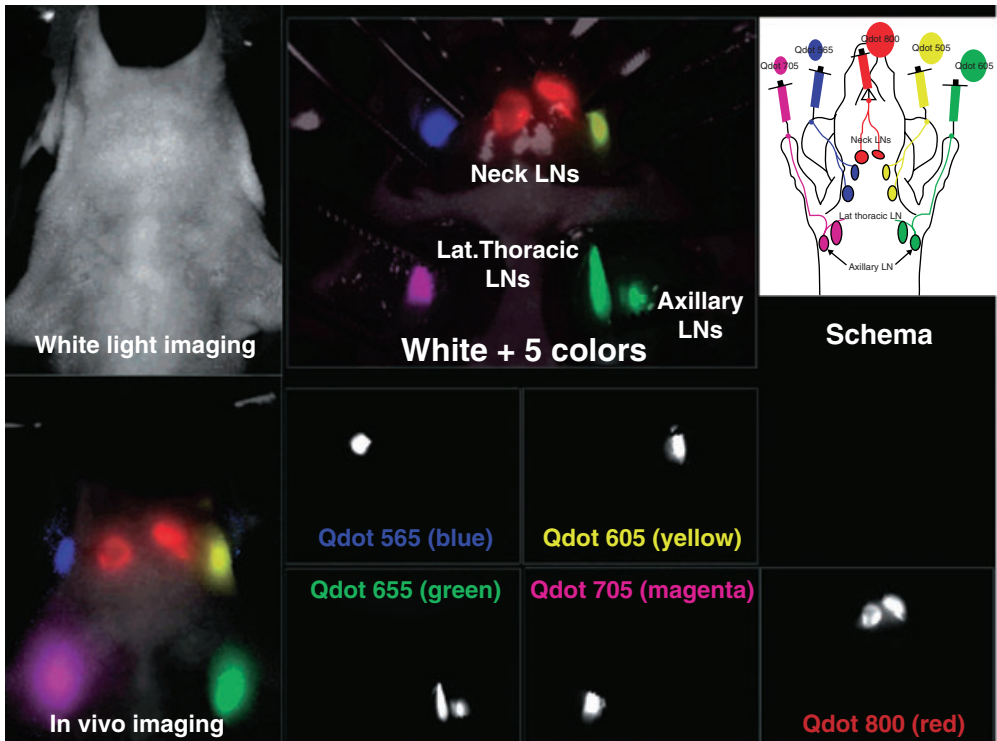 White light imaging
Neck LNs
Lat.Thoracic
LNs
Axillary
LNs
White + 5 colors
Qdot 800
Qdot 565
Qdot 505
Qdot 705
Qdot 605
Neck LNs
Lat thoracic LN
Axillary LN
Schema
In vivo imaging
Qdot 565 (blue)
Qdot 605 (yellow)
Qdot 655 (green)
Qdot 705 (magenta)
Qdot 800 (red)